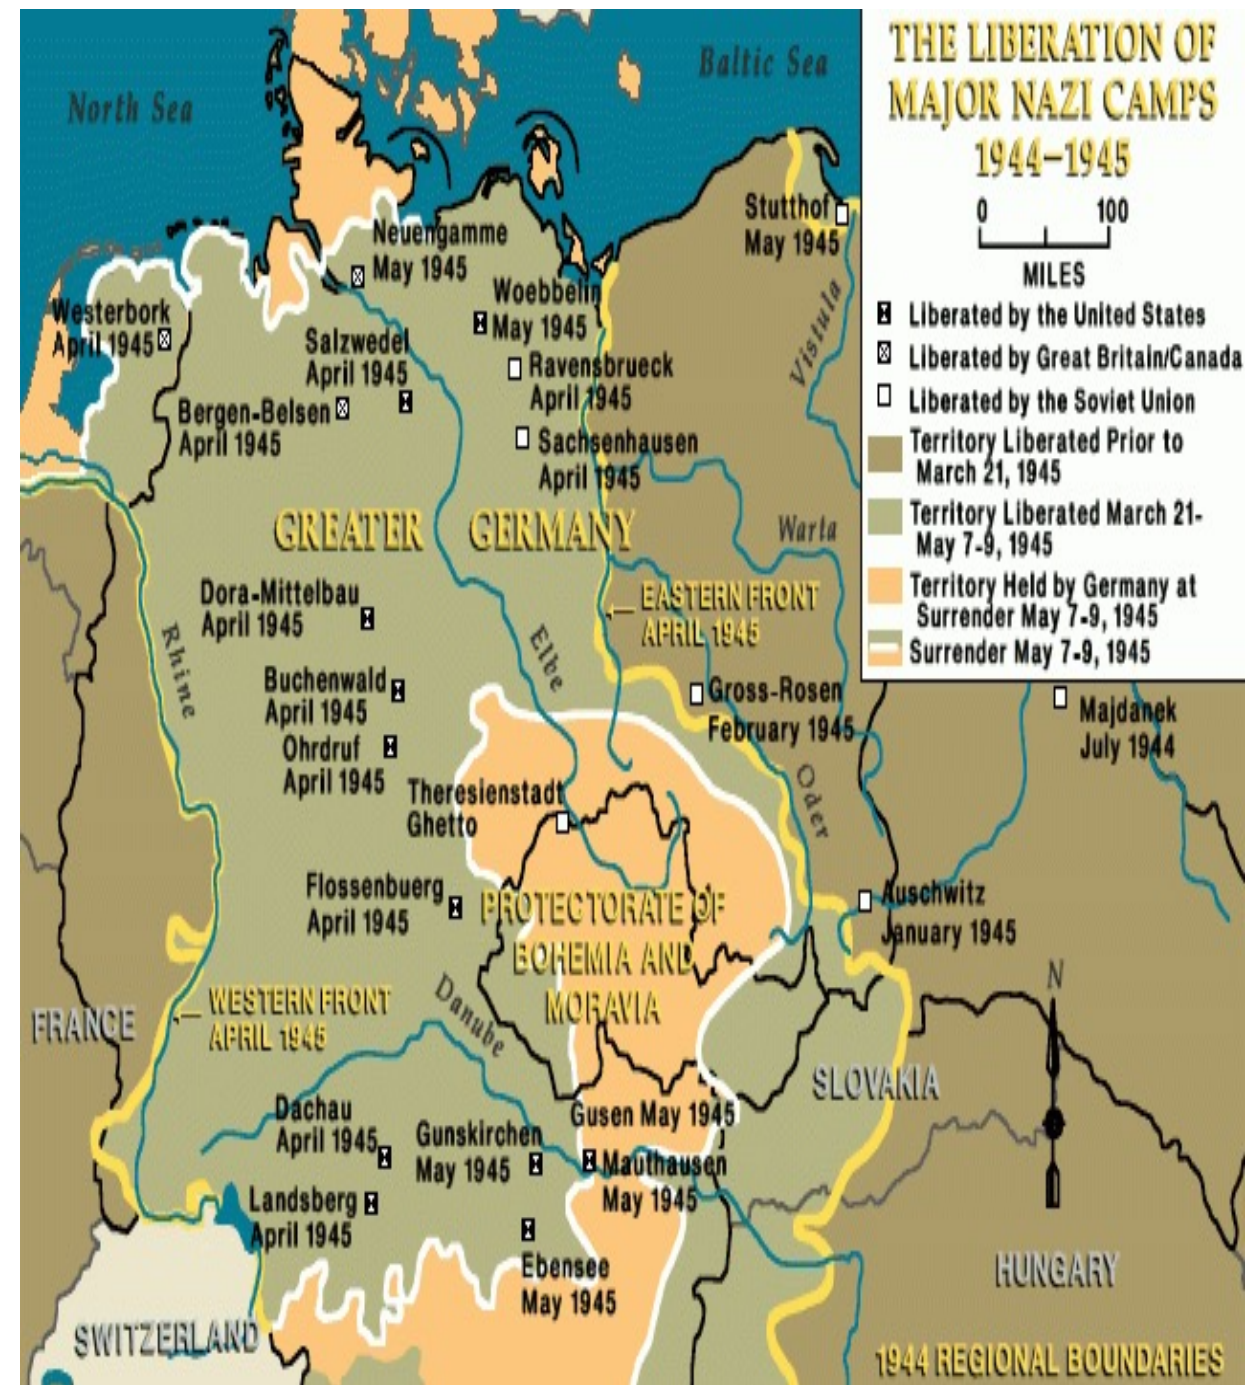 THE LIBERATION OF
MAJOR NAZI CAMPS
1944–1945
0 100
MILES
Liberated by the United States
Liberated by Great Britain/Canada
Liberated by the Soviet Union
Territory Liberated Prior to
March 21, 1945
Territory Liberated March 21-
May 7-9, 1945
Territory Held by Germany at
Surrender May 7-9, 1945
Surrender May 7-9, 1945
North Sea
Baltic Sea
Stutthof
May 1945
Neuengamme
May 1945
Woebbelin
May 1945
Westerbork
April 1945
Salzwedel
April 1945
Vistula
Ravensbrueck
April 1945
Bergen-Belsen
April 1945
Sachsenhausen
April 1945
GREATER GERMANY
Warta
Dora-Mittelbau
April 1945
EASTERN FRONT
APRIL 1945
Rhine
Elbe
Buchenwald
April 1945
Gross-Rosen
February 1945
Majdanek
July 1944
Ohrdruf
April 1945
Theresienstadt
Ghetto
Oder
Flossenbuerg
April 1945
PROTECTORATE OF
BOHEMIA AND
MORAVIA
Auschwitz
January 1945
N
WESTERN FRONT
APRIL 1945
Danube
FRANCE
SLOVAKIA
Dachau
April 1945
Gunskirchen
May 1945
Gusen May 1945
Mauthausen
May 1945
Landsberg
April 1945
Ebensee
May 1945
HUNGARY
SWITZERLAND
1944 REGIONAL BOUNDARIES